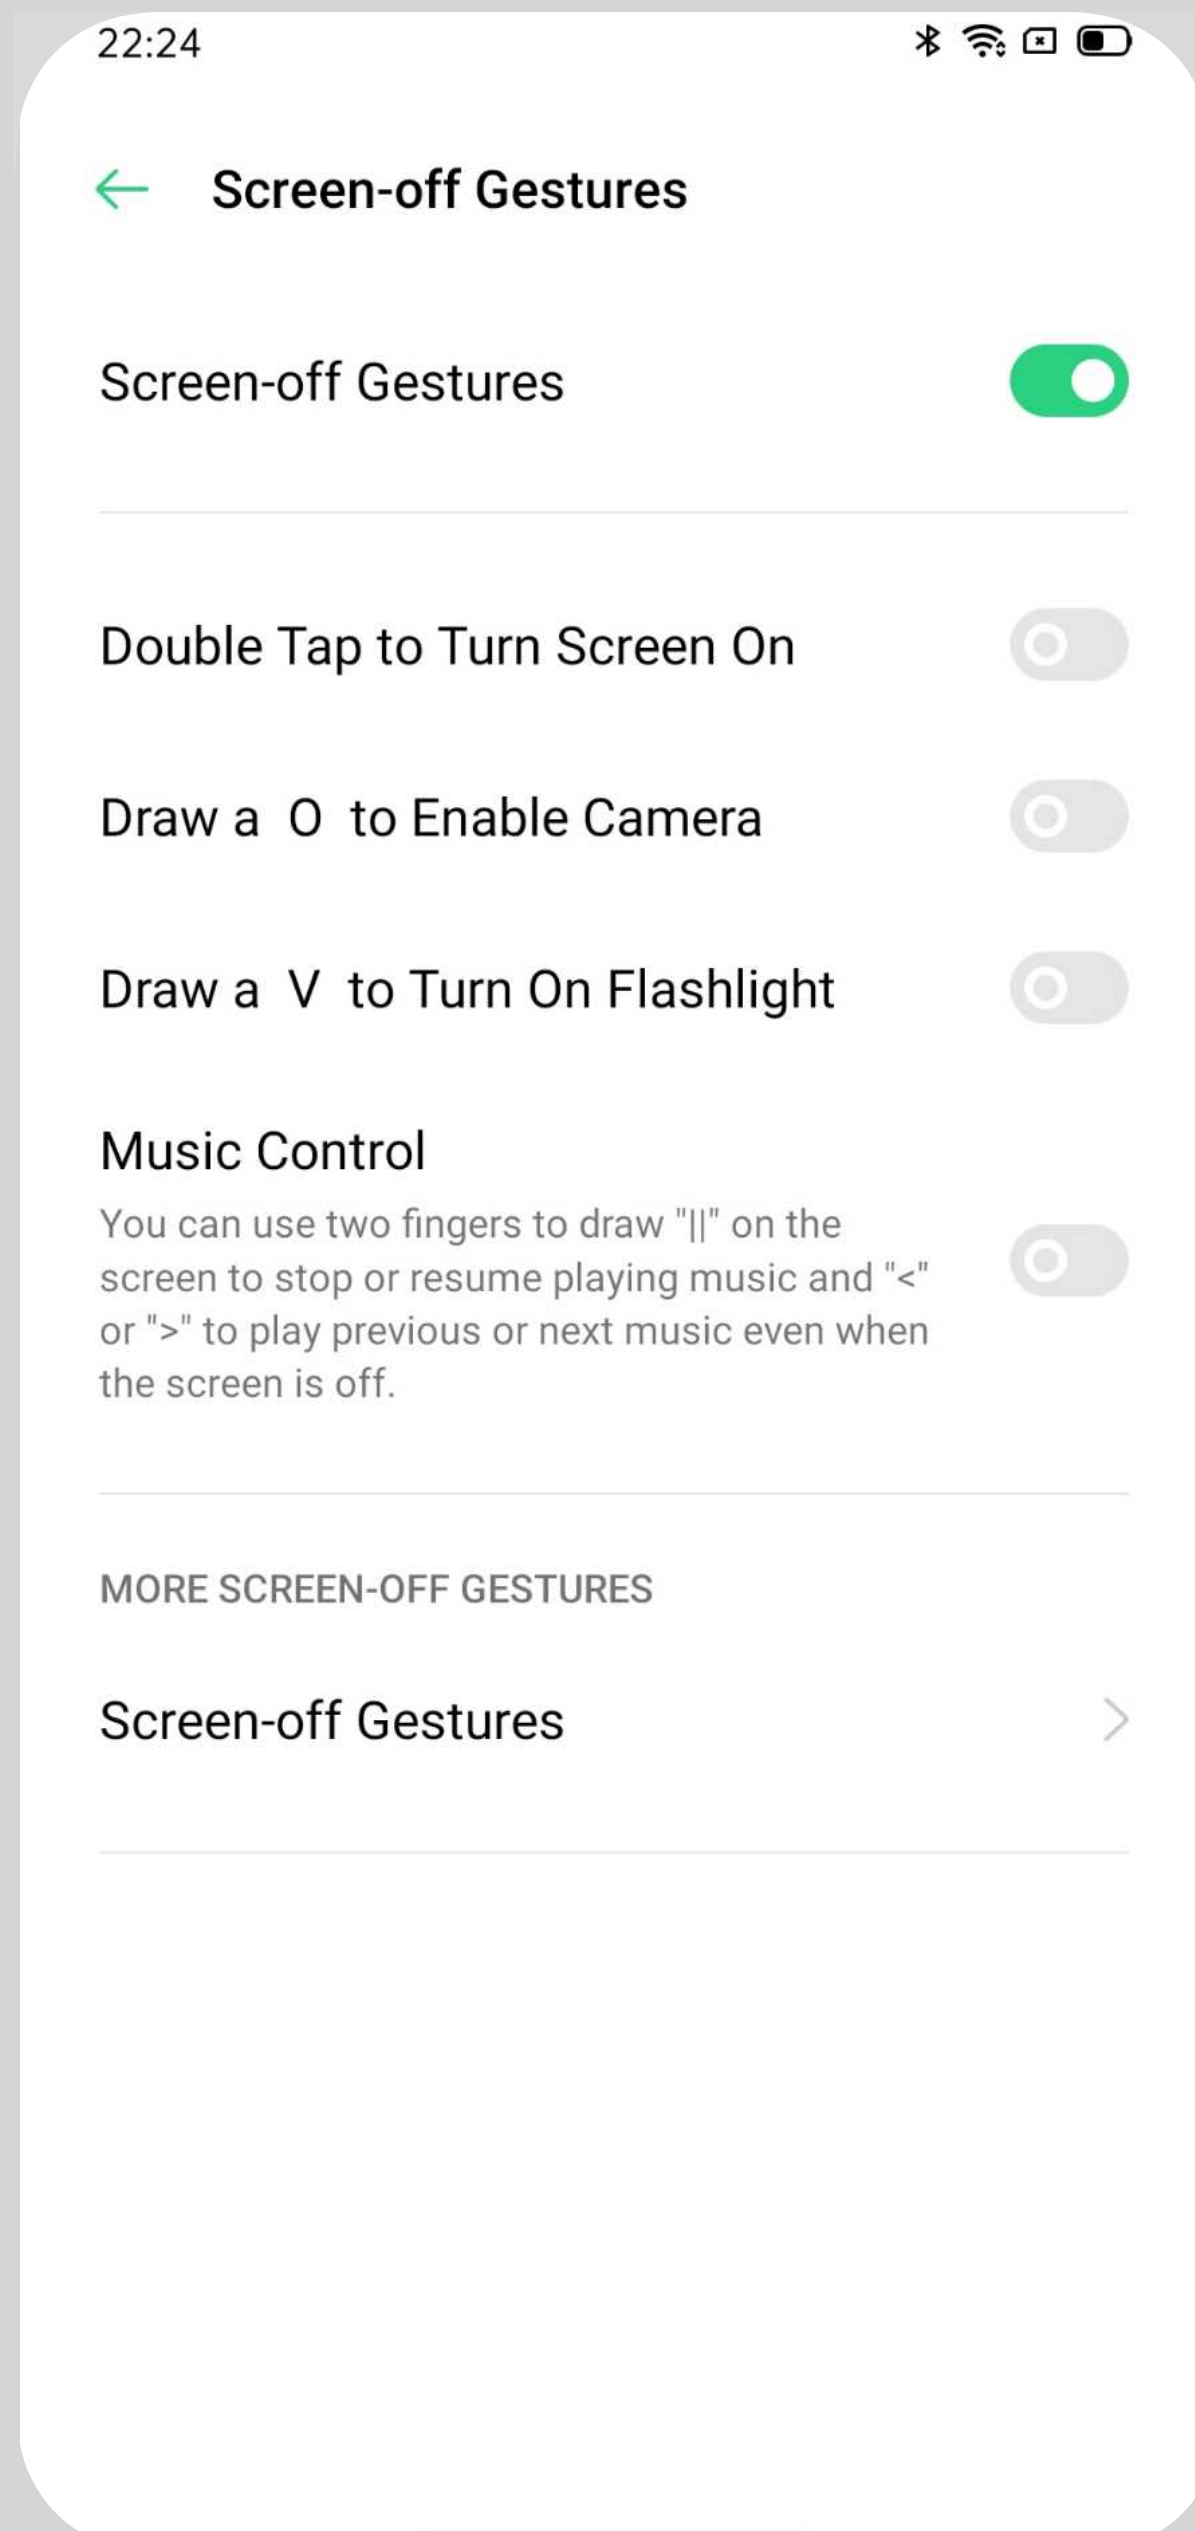 22:24
Screen-off Gestures
Screen-off Gestures
Double Tap to Turn Screen On
Draw a  O  to Enable Camera
Draw a  V  to Turn On Flashlight
Music Control
You can use two fingers to draw "||" on the
screen to stop or resume playing music and "<"
or ">" to play previous or next music even when
the screen is off.
MORE SCREEN-OFF GESTURES
Screen-off Gestures